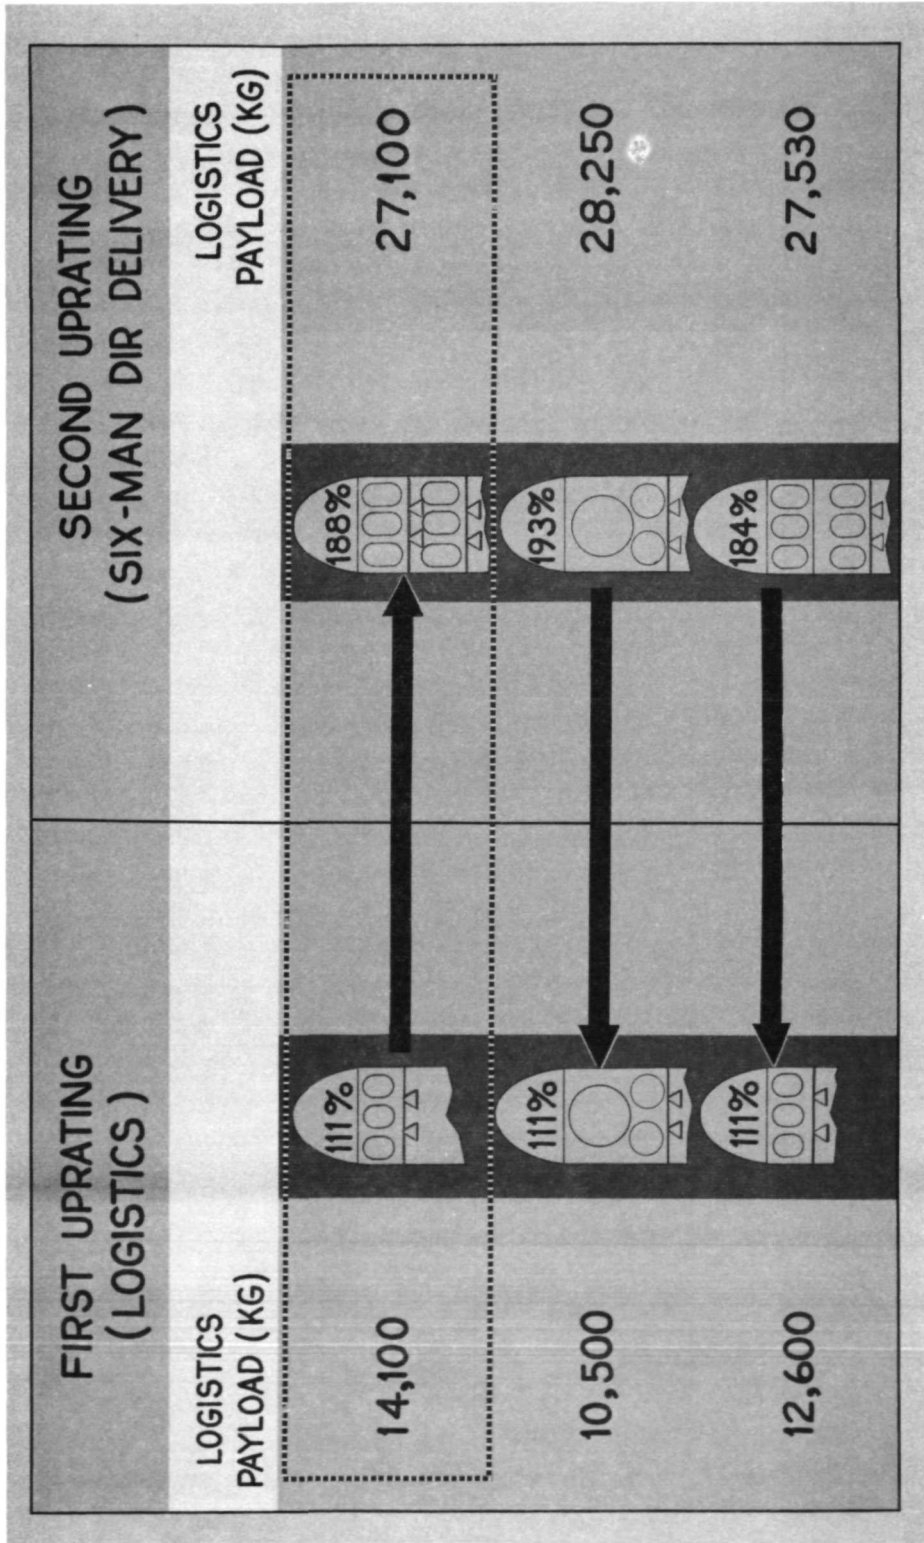 FIRST UPRATING
(LOGISTICS)
SECOND UPRATING
(SIX-MAN DIR DELIVERY)
LOGISTICS
PAYLOAD (KG)
LOGISTICS
PAYLOAD (KG)
14,100
111%
188%
27,100
10,500
111%
193%
28,250
12,600
111%
184%
27,530